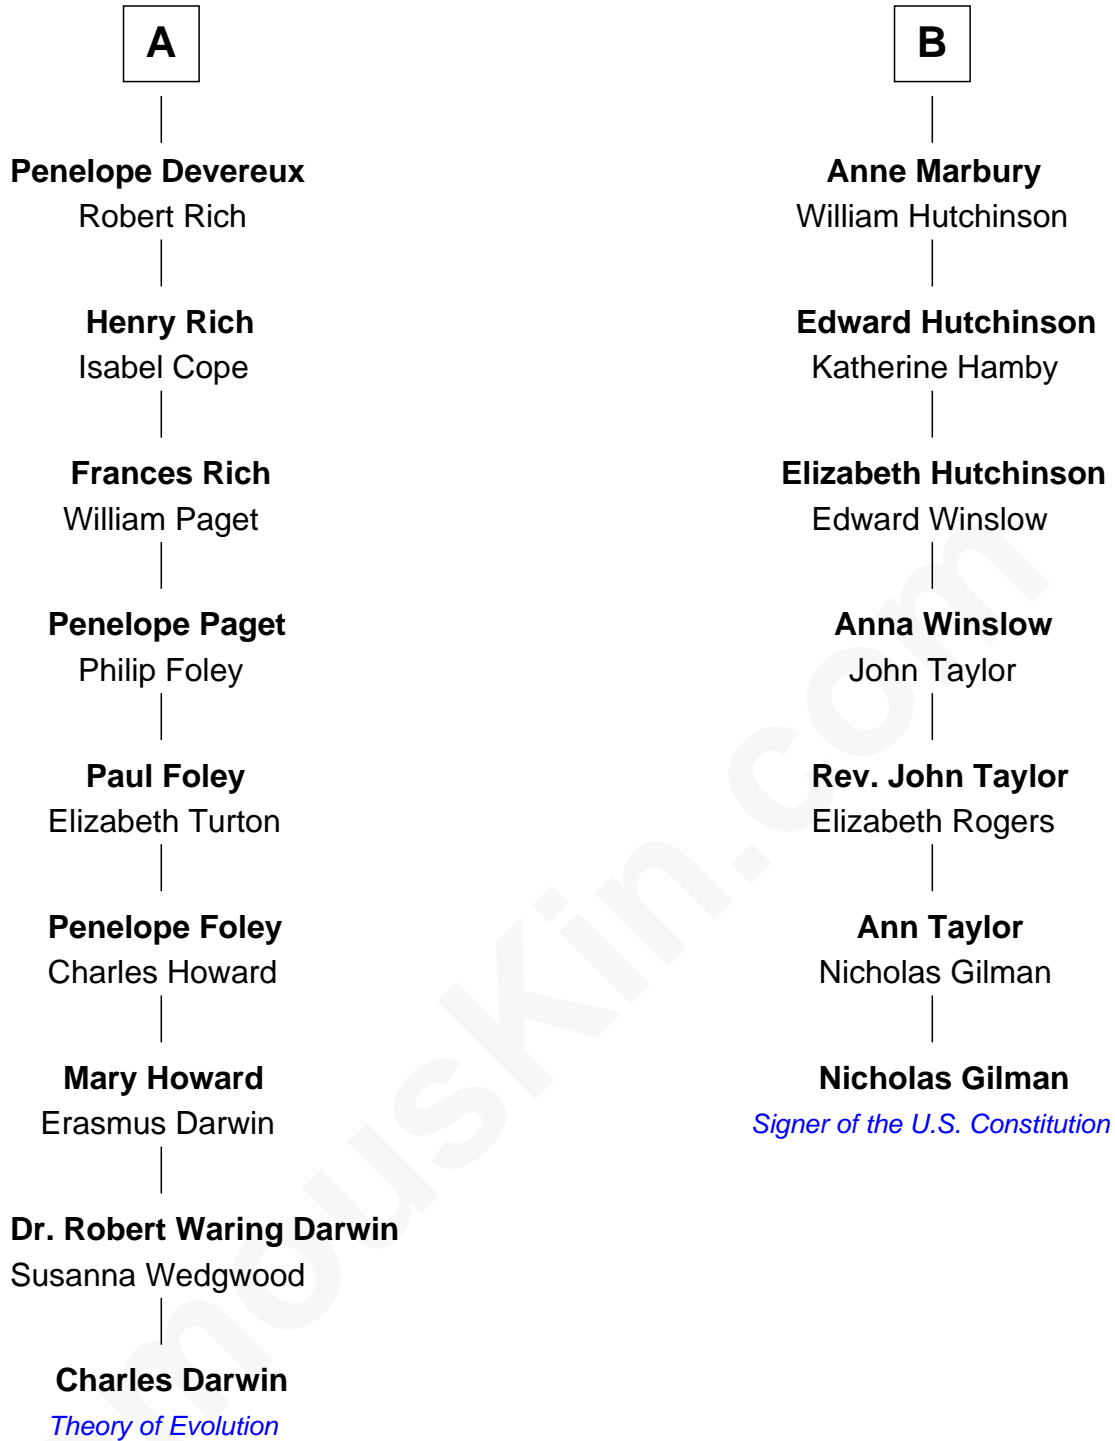 A
Penelope Devereux
Robert Rich
Henry Rich
Isabel Cope
Frances Rich
William Paget
Penelope Paget
Philip Foley
Paul Foley
Elizabeth Turton
Penelope Foley
Charles Howard
Mary Howard
Erasmus Darwin
Dr. Robert Waring Darwin
Susanna Wedgwood
Charles Darwin
Theory of Evolution
B
Anne Marbury
William Hutchinson
Edward Hutchinson
Katherine Hamby
Elizabeth Hutchinson
Edward Winslow
Anna Winslow
John Taylor
Rev. John Taylor
Elizabeth Rogers
Ann Taylor
Nicholas Gilman
Nicholas Gilman
Signer of the U.S. Constitution
mouskin.com